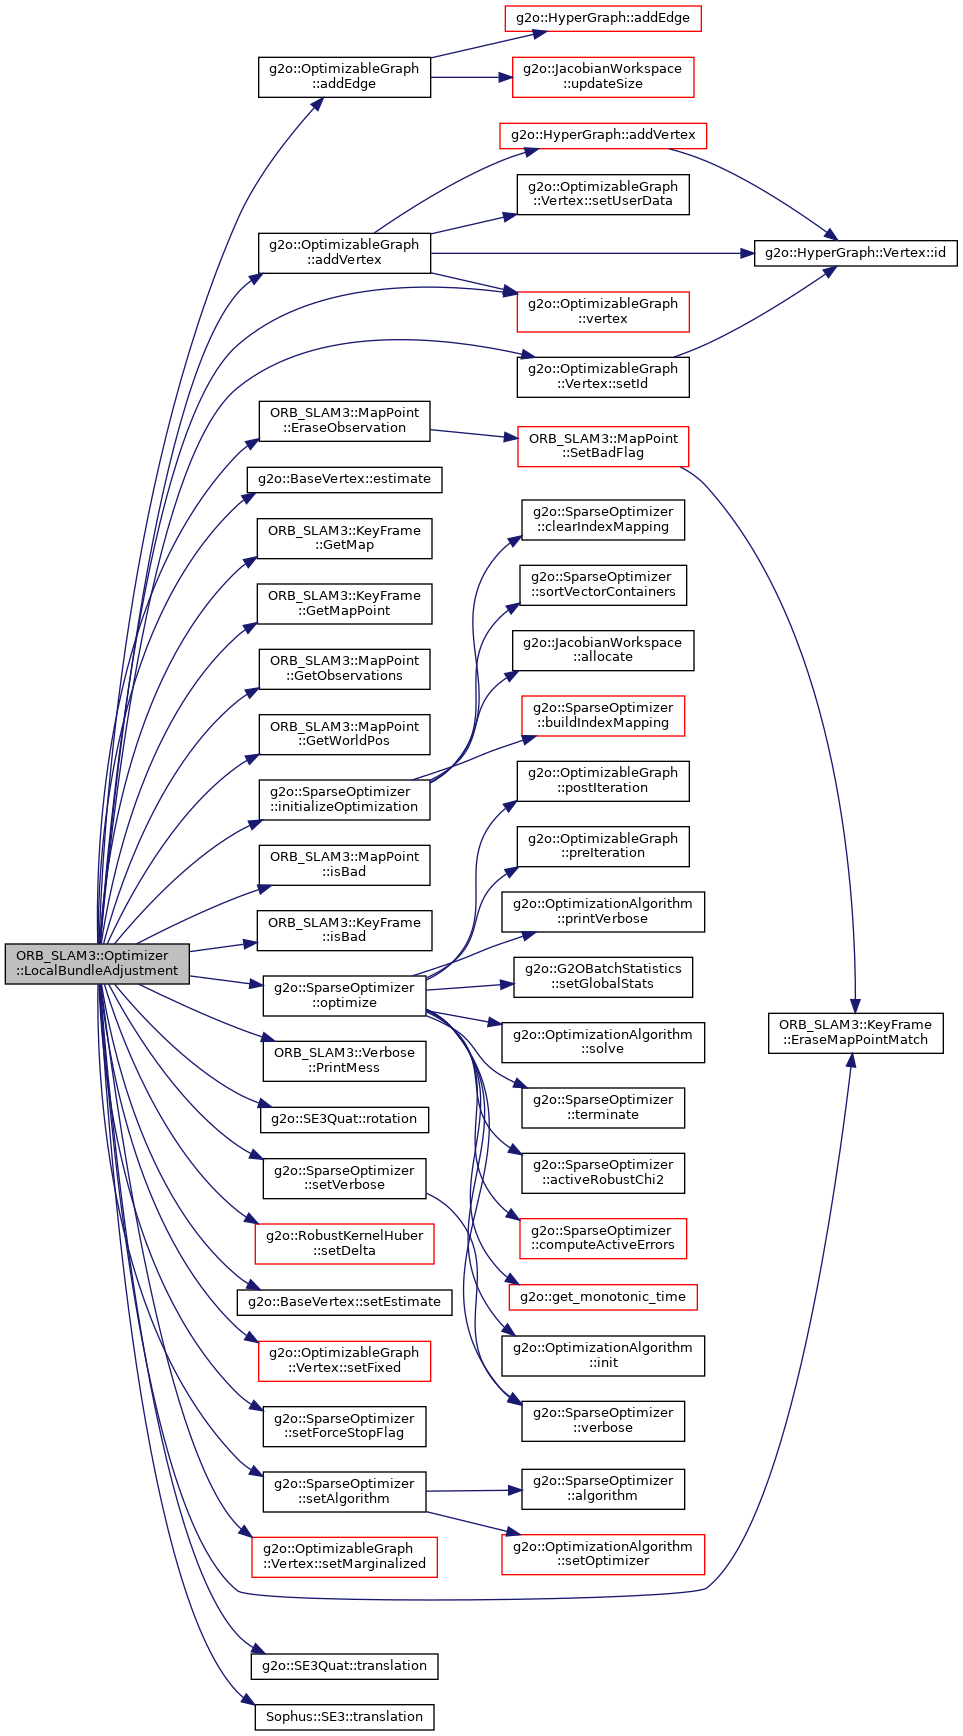 g2o::HyperGraph::addEdge
g2o::OptimizableGraph
::addEdge
g2o::JacobianWorkspace
::updateSize
g2o::HyperGraph::addVertex
g2o::OptimizableGraph
::Vertex::setUserData
g2o::OptimizableGraph
::addVertex
g2o::HyperGraph::Vertex::id
g2o::OptimizableGraph
::vertex
g2o::OptimizableGraph
::Vertex::setId
ORB_SLAM3::MapPoint
::EraseObservation
ORB_SLAM3::MapPoint
::SetBadFlag
g2o::BaseVertex::estimate
g2o::SparseOptimizer
::clearIndexMapping
ORB_SLAM3::KeyFrame
::GetMap
g2o::SparseOptimizer
::sortVectorContainers
ORB_SLAM3::KeyFrame
::GetMapPoint
g2o::JacobianWorkspace
::allocate
ORB_SLAM3::MapPoint
::GetObservations
g2o::SparseOptimizer
::buildIndexMapping
ORB_SLAM3::MapPoint
::GetWorldPos
g2o::OptimizableGraph
::postIteration
g2o::SparseOptimizer
::initializeOptimization
g2o::OptimizableGraph
::preIteration
ORB_SLAM3::MapPoint
::isBad
g2o::OptimizationAlgorithm
::printVerbose
ORB_SLAM3::KeyFrame
::isBad
ORB_SLAM3::Optimizer
::LocalBundleAdjustment
g2o::G2OBatchStatistics
::setGlobalStats
g2o::SparseOptimizer
::optimize
g2o::OptimizationAlgorithm
::solve
ORB_SLAM3::KeyFrame
::EraseMapPointMatch
ORB_SLAM3::Verbose
::PrintMess
g2o::SparseOptimizer
::terminate
g2o::SE3Quat::rotation
g2o::SparseOptimizer
::activeRobustChi2
g2o::SparseOptimizer
::setVerbose
g2o::SparseOptimizer
::computeActiveErrors
g2o::RobustKernelHuber
::setDelta
g2o::get_monotonic_time
g2o::BaseVertex::setEstimate
g2o::OptimizationAlgorithm
::init
g2o::OptimizableGraph
::Vertex::setFixed
g2o::SparseOptimizer
::verbose
g2o::SparseOptimizer
::setForceStopFlag
g2o::SparseOptimizer
::algorithm
g2o::SparseOptimizer
::setAlgorithm
g2o::OptimizationAlgorithm
::setOptimizer
g2o::OptimizableGraph
::Vertex::setMarginalized
g2o::SE3Quat::translation
Sophus::SE3::translation